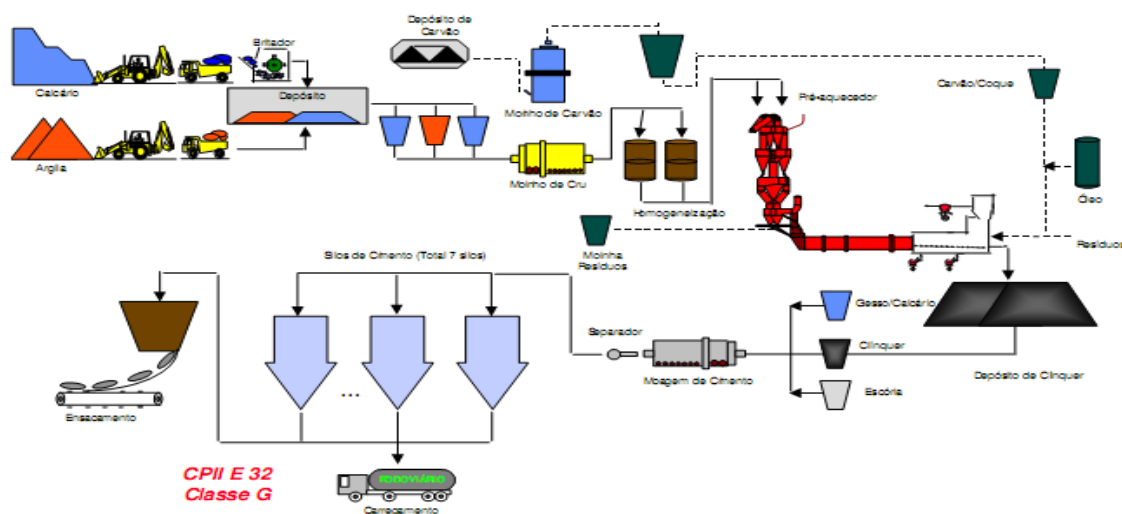 Depósito de
Carvão
Britador
Calcário
Depósito
Carvão/Coque
Moinho de Carvão
Pré-aquecedor
Argila
Moinho de Cru
Óleo
Homogeneização
Moinha
Resíduos
Resíduos
Silos de Cimento (Total 7 silos)
Gesso/Calcário
Separador
Clínquer
Moagem de Cimento
Depósito de Clínquer
Escória
...
Ensacamento
CPII E 32
Classe G
RODOVIÁRIO
Carregamento